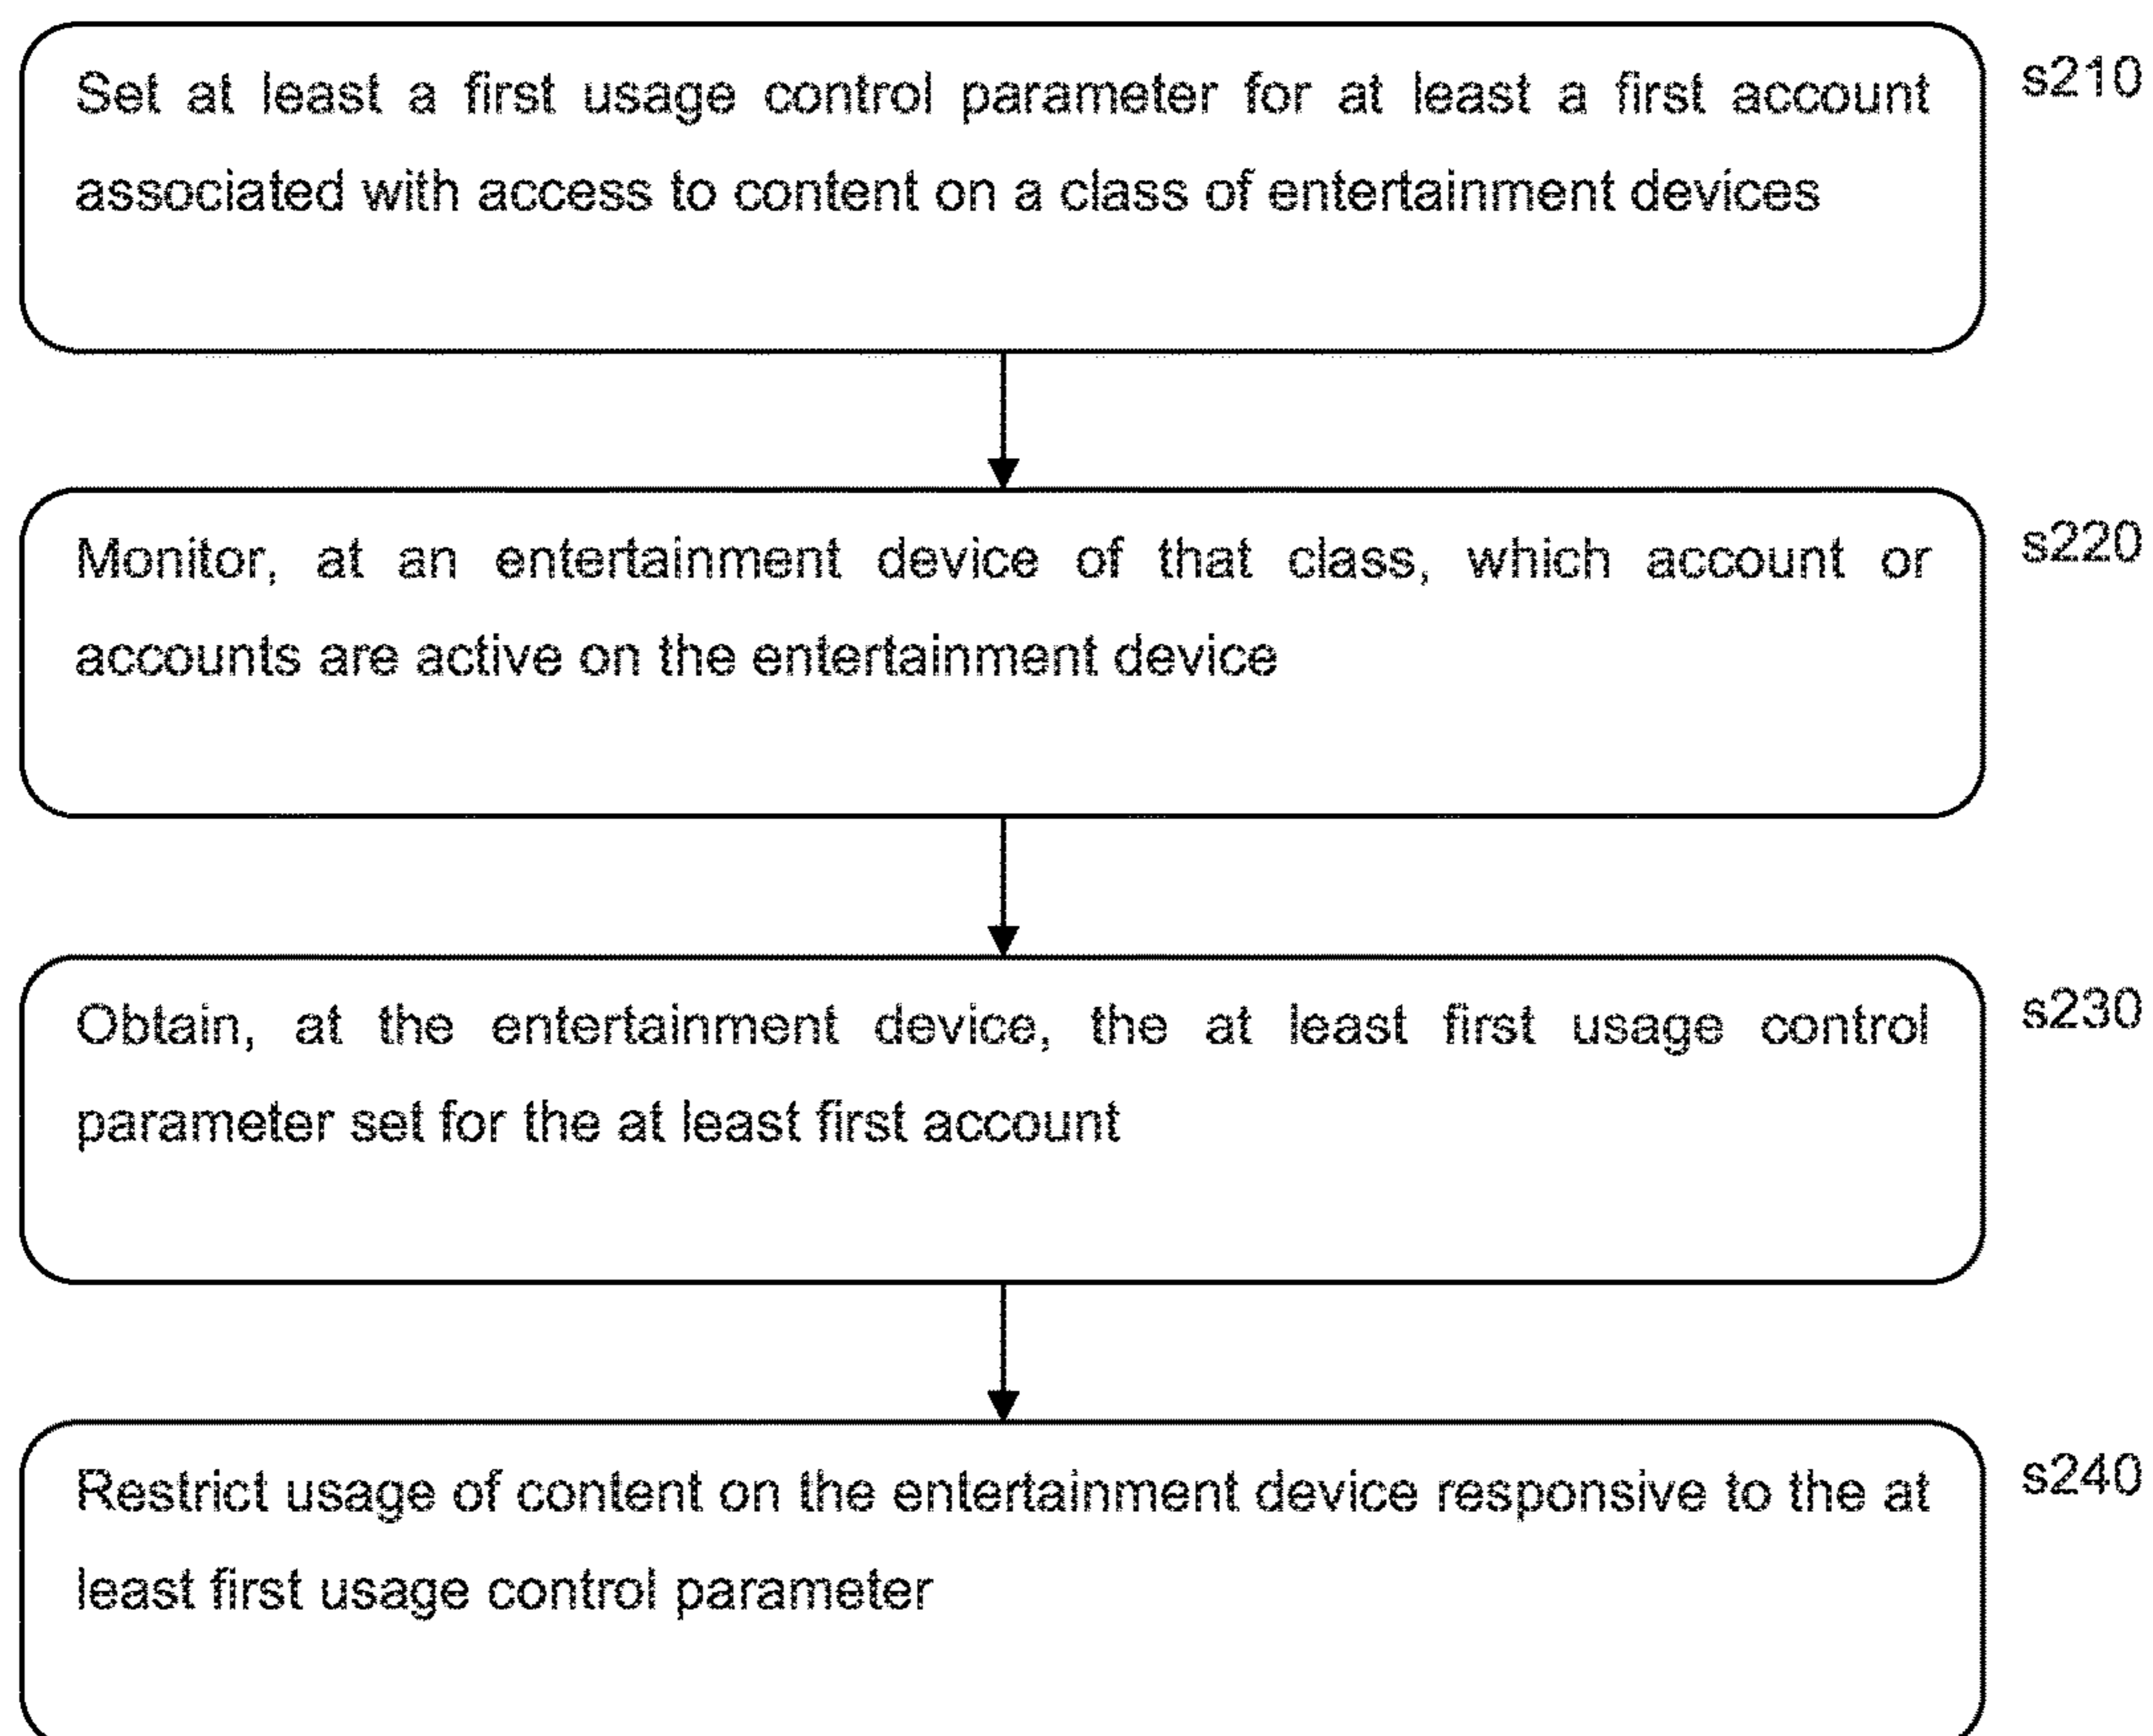 Set at least a first usage control parameter for at least a first account
s210
associated with access to content on a class of entertainment devices
Monitor, at an entertainment device of that class, which account or
s220
accounts are active on the entertainment device
Obtain, at the entertainment device, the at least first usage control
s230
parameter set for the at least first account
Restrict usage of content on the entertainment device responsive to the at
s240
least first usage control parameter